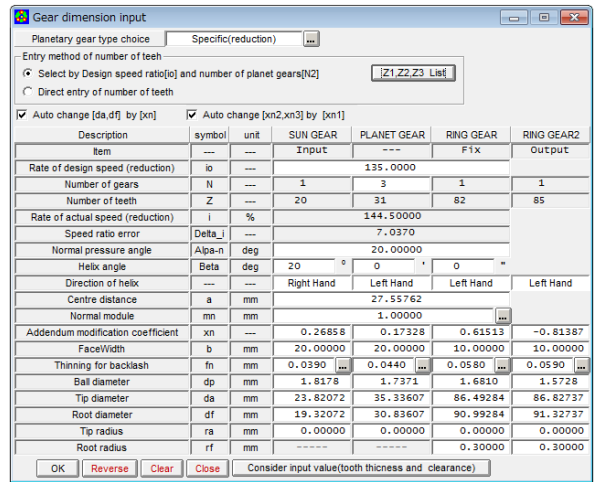 Gear dimension input
Planetary gear type choice Specific(reduction) ...
Entry method of number of teeh
Select by Design speed ratio[io] and number of planet gears[N2] Z1,Z2,Z3 List
Direct entry of number of teeth
Auto change [da,df] by [xn] Auto change [xn2,xn3] by [xn1]
Description symbol unit SUN GEAR PLANET GEAR RING GEAR RING GEAR2
Item --- --- Input --- Fix Output
Rate of design speed (reduction) io --- 135.0000
Number of gears N --- 1 3 1 1
Number of teeth Z --- 20 31 82 85
Rate of actual speed (reduction) i % 144.50000
Speed ratio error Delta_i --- 7.0370
Normal pressure angle Alpa-n deg 20.00000
Helix angle Beta deg 20 ° 0 ' 0 "
Direction of helix --- --- Right Hand Left Hand Left Hand Left Hand
Centre distance a mm 27.55762
Normal module mn mm 1.00000 ...
Addendum modification coefficient xn --- 0.26858 0.17328 0.61513 -0.81387
FaceWidth b mm 20.00000 20.00000 10.00000 10.00000
Thinning for backlash fn mm 0.0390 ... 0.0440 ... 0.0580 ... 0.0590 ...
Ball diameter dp mm 1.8178 1.7371 1.6810 1.5728
Tip diameter da mm 23.82072 35.33607 86.49284 86.82737
Root diameter df mm 19.32072 30.83607 90.99284 91.32737
Tip radius ra mm 0.00000 0.00000 0.00000 0.00000
Root radius rf mm ----- ----- 0.30000 0.30000
OK Reverse Clear Close Consider input value(tooth thicness and clearance)